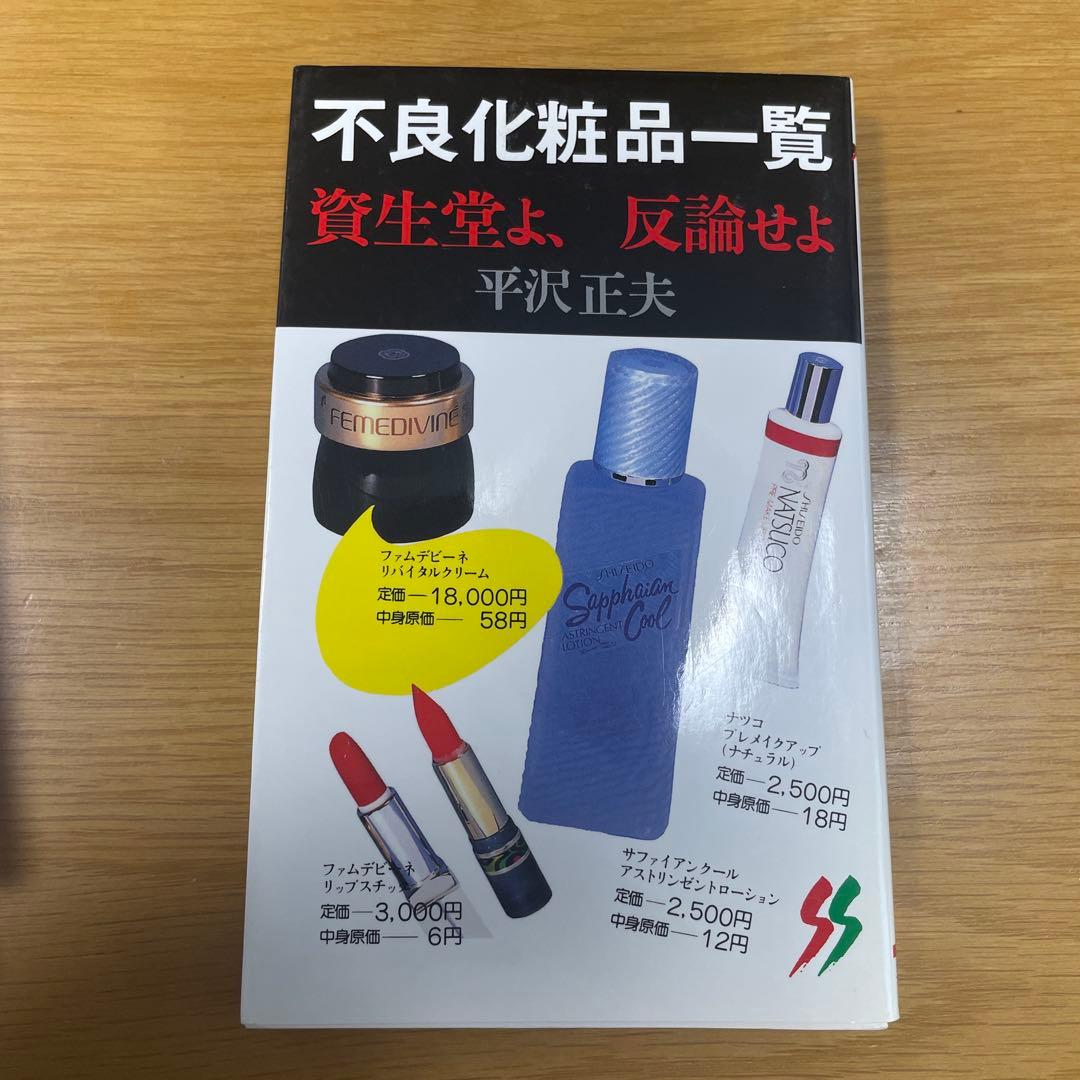 不良化粧品一覧
資生堂よ、反論せよ
平沢正夫
FEMEDIVINE
ファムデビーヌ
リバイタルクリーム
定価―18,000円
中身原価― 58円
SHISEIDO
Sapphaian
Cool
ASTRINGENT
LOTION
SHISEIDO
NATSUCO
ナツコ
プレメイクアップ
(ナチュラル)
定価―2,500円
中身原価―18円
ファムデビーヌ
リップスチック
定価―3,000円
中身原価― 6円
サファイアンクール
アストリンゼントローション
定価―2,500円
中身原価―12円
SS